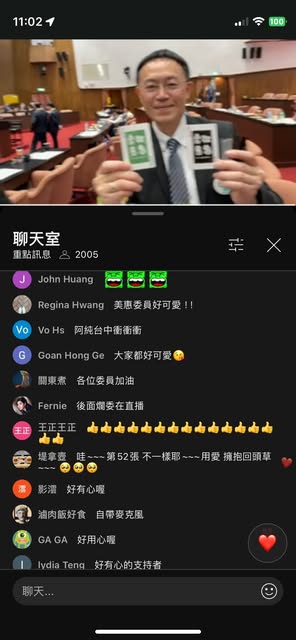 11:02
100
聊天室
重點訊息 2005
John Huang
Regina Hwang 美惠委員好可愛 !!
Vo Vo Hs 阿純台中衝衝衝
G Goan Hong Ge 大家都好可愛😘
關東煮 各位委員加油
Fernie 後面爛委在直播
王正 王正王正 👍👍👍👍👍👍👍👍👍👍👍👍👍👍
👍👍
堤拿壹 哇~~~第52張 不一樣耶~~~用愛 擁抱回頭草
~~~ 🥺🥺🥺
影澐 好有心喔
滷肉飯好食 自帶麥克風
GA GA 好用心喔
I lydia Teng 好有心的支持者
聊天...